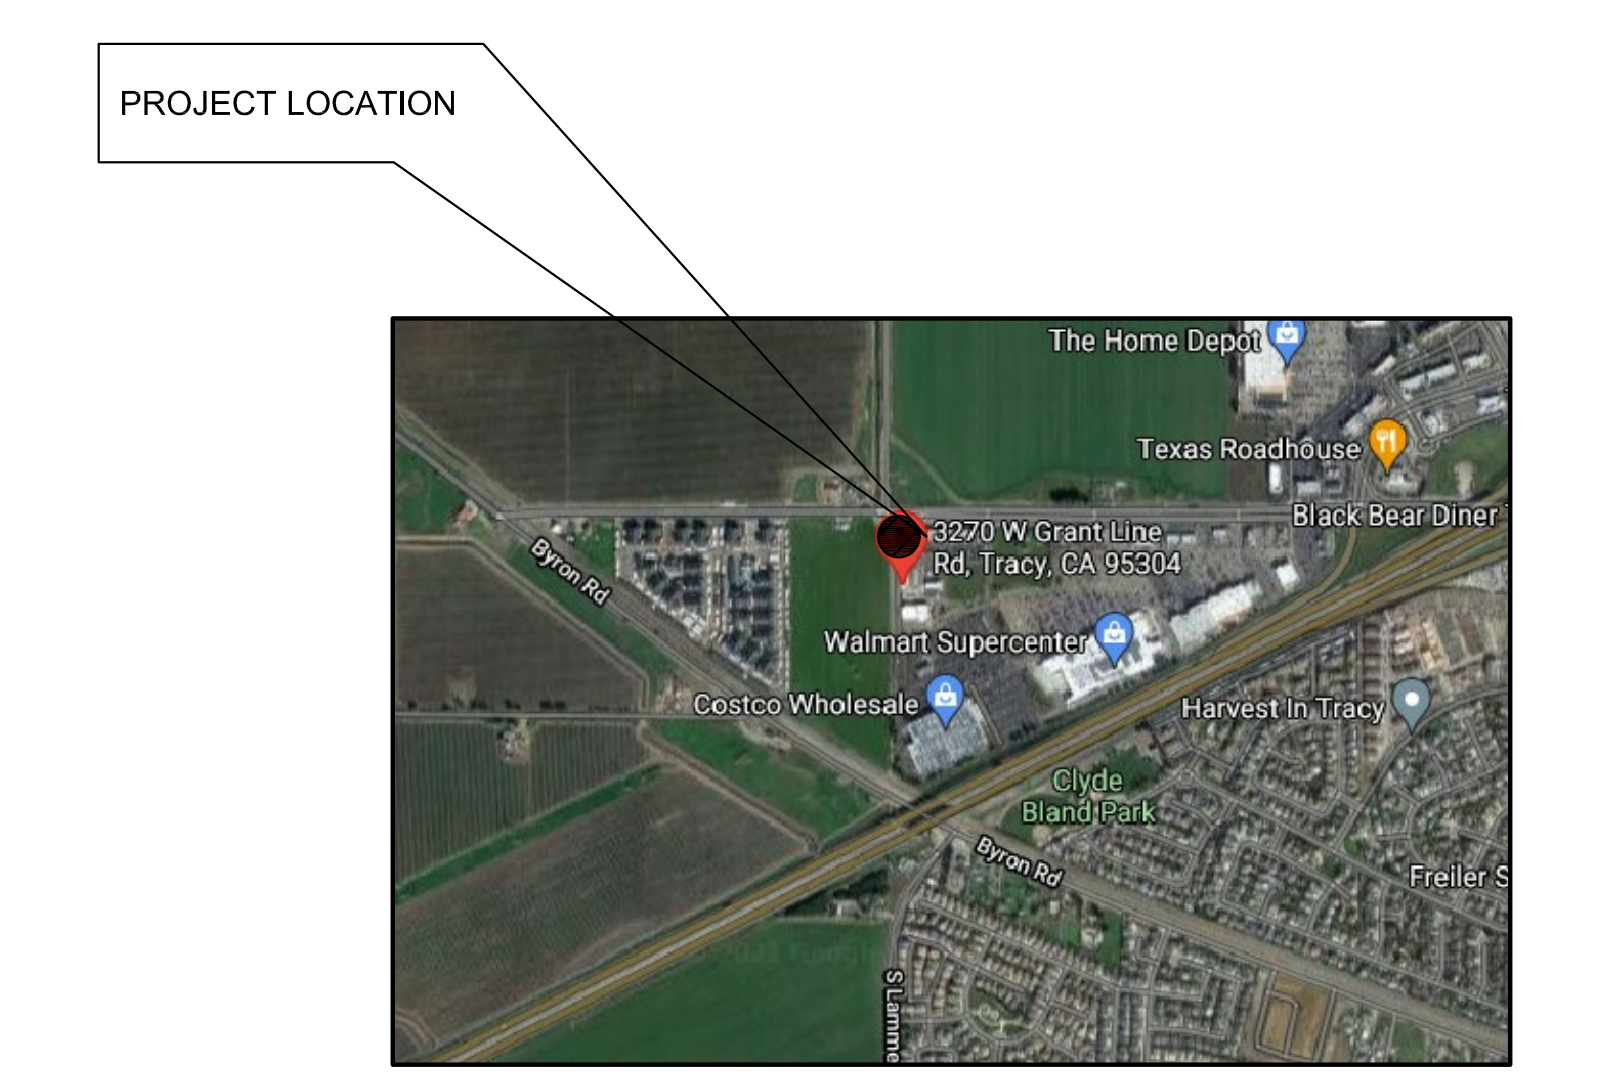 PROJECT LOCATION
The Home Depot
Texas Roadhouse
Black Bear Diner
3270 W Grant Line
Rd, Tracy, CA 95304
Byron Rd
Walmart Supercenter
Costco Wholesale
Harvest In Tracy
Clyde
Bland Park
Byron Rd
Freiler S
S Lamme